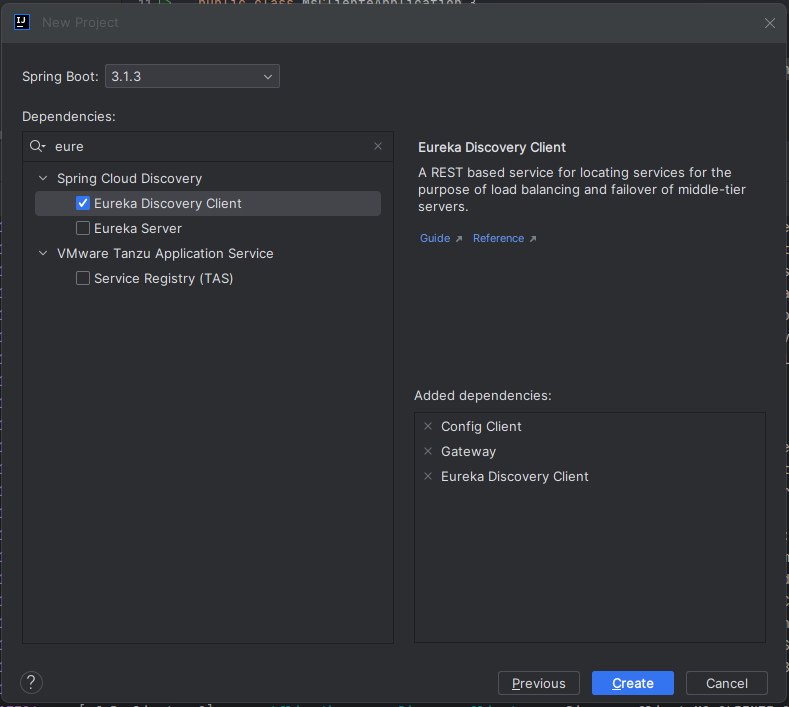 public class MsClienteApplication {
New Project
Spring Boot: 3.1.3
Dependencies:
eure
Spring Cloud Discovery
Eureka Discovery Client
Eureka Server
VMware Tanzu Application Service
Service Registry (TAS)
Eureka Discovery Client
A REST based service for locating services for the
purpose of load balancing and failover of middle-tier
servers.
Guide ↗ Reference ↗
Added dependencies:
Config Client
Gateway
Eureka Discovery Client
? Previous Create Cancel